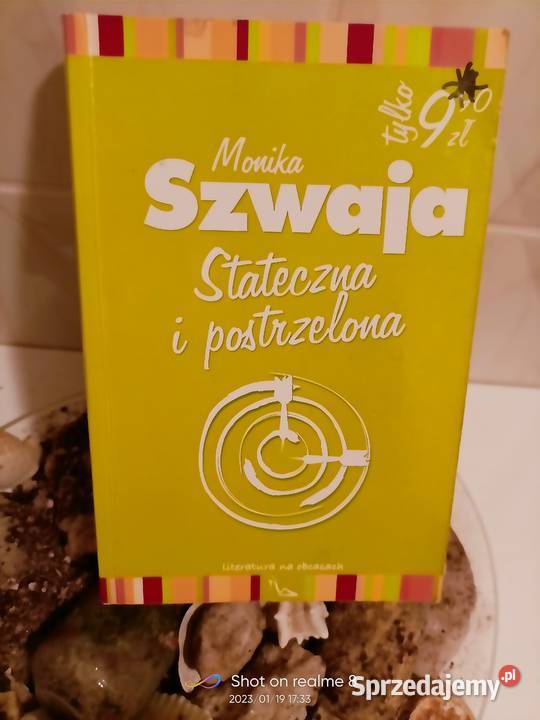 tylko 9,90 zł
Monika
Szwaja
Stateczna
i postrzelona
literatura na obcasach
Shot on realme 8
2023/01/19 17:33
Sprzedajemy.pl